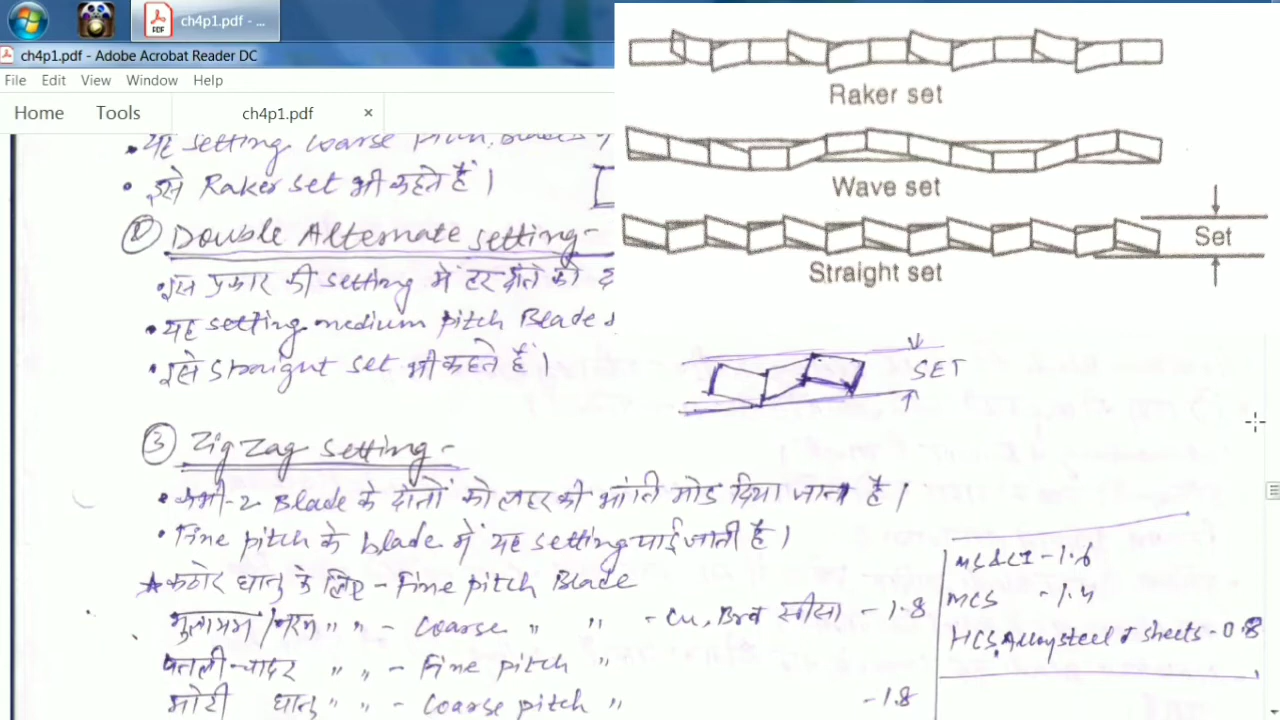 ch4p1.pdf - ...
ch4p1.pdf - Adobe Acrobat Reader DC
File Edit View Window Help
Home Tools ch4p1.pdf ×
Raker set
Wave set
Set
Straight set
• यह setting Coarse pitch, blades
• इसे Raker set भी कहते हैं।
② Double Alternate setting-
• इस प्रकार की setting में हर दाँतो को
• यह setting medium pitch Blade
• इसे straight set भी कहते हैं।
SET
③ Zig Zag setting-
• कभी-२ Blade के दांतों को लहर की भांति मोड दिया जाता है।
• Fine pitch के blade में यह setting पाई जाती है।
* कठोर धातु के लिए - Fine pitch Blade
मुलायम/नरम " " - Coarse " " - Cu, Bra सीसा - 1.8
पतली चादर " " - Fine pitch "
मोटी धातु " " - Coarse pitch " - 1.8
MS & CI - 1.6
MCS - 1.4
HCS, Alloy steel & sheets - 0.8